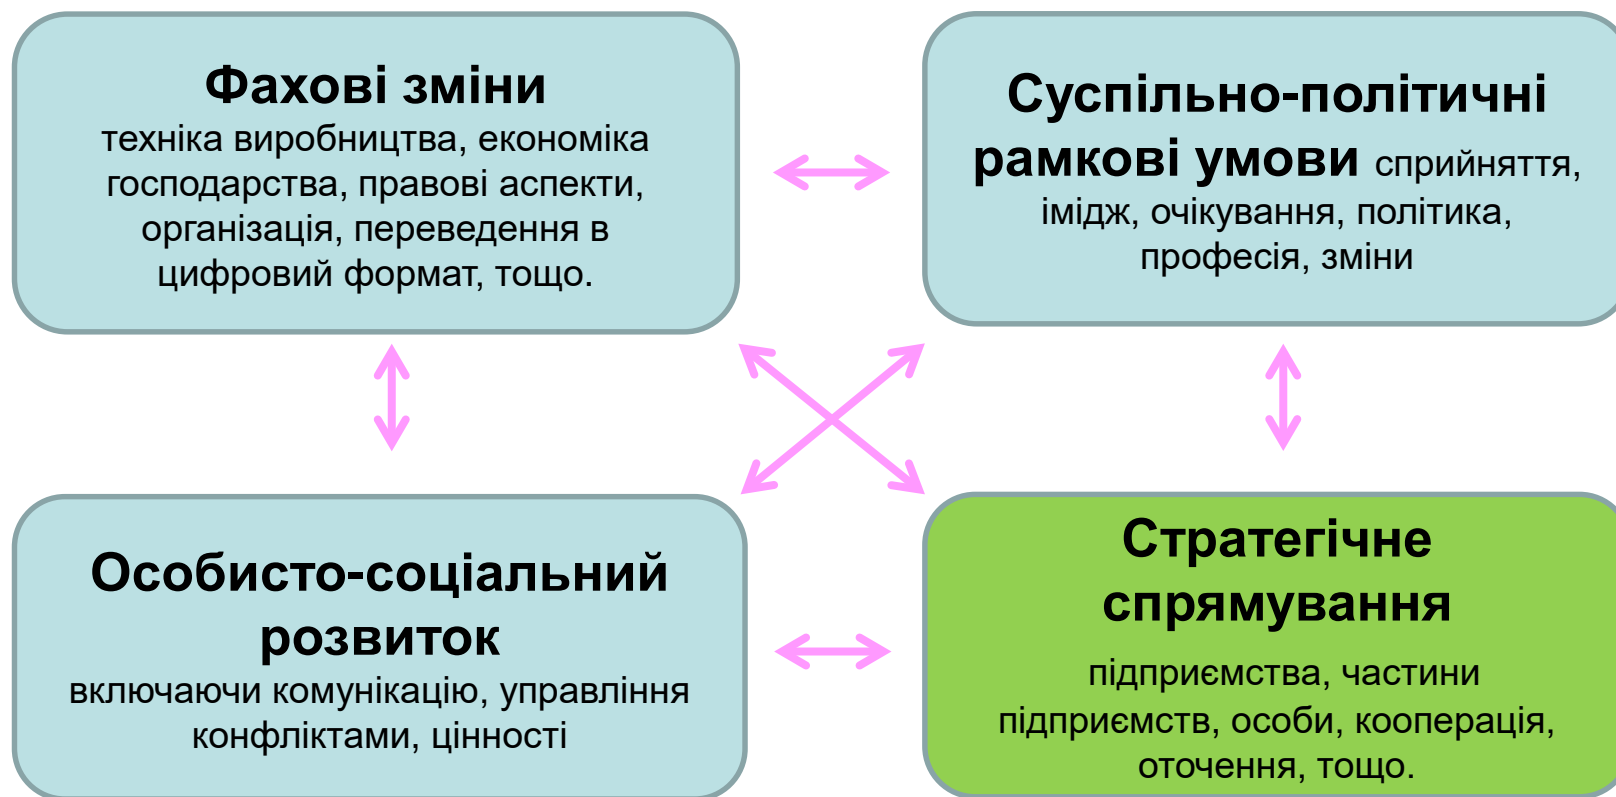 Фахові зміни
техніка виробництва, економіка
господарства, правові аспекти,
організація, переведення в
цифровий формат, тощо.
Суспільно-політичні
рамкові умови сприйняття,
імідж, очікування, політика,
професія, зміни
Особисто-соціальний
розвиток
включаючи комунікацію, управління
конфліктами, цінності
Стратегічне
спрямування
підприємства, частини
підприємств, особи, кооперація,
оточення, тощо.